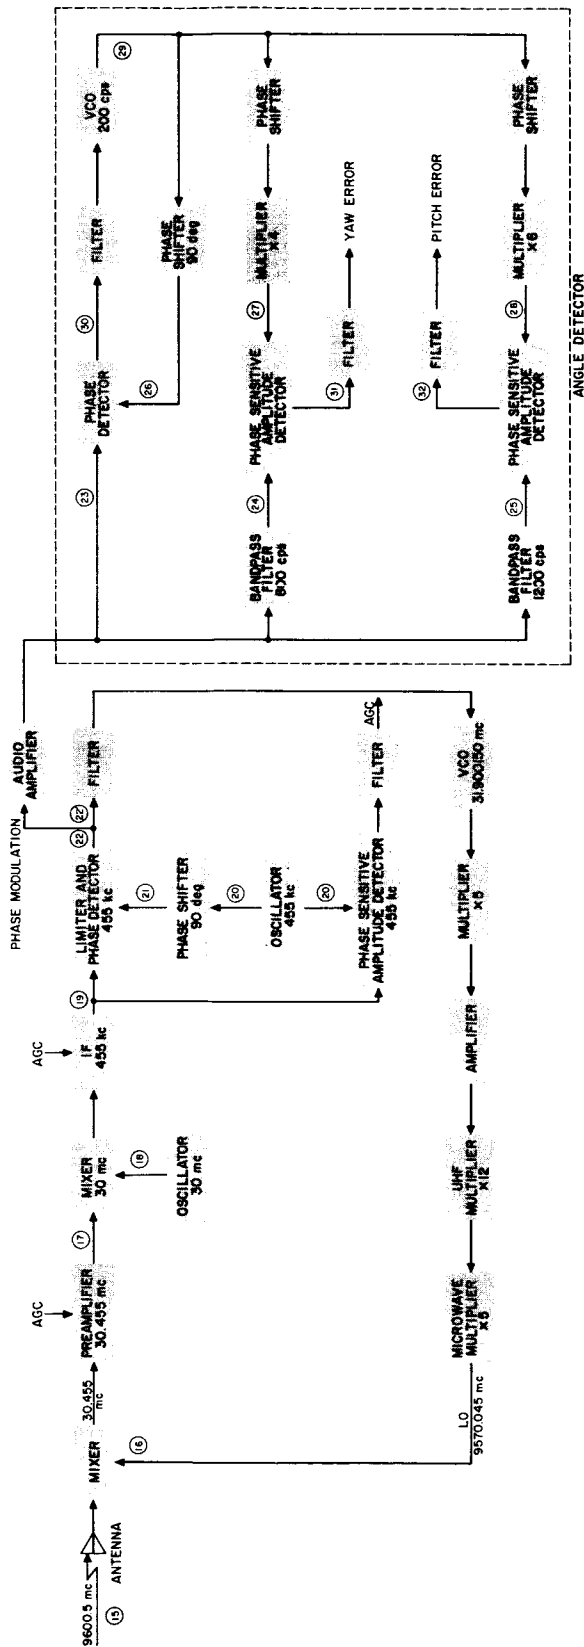 9600.5 mc
15
ANTENNA
MIXER
16
30.455
mc
AGC
PREAMPLIFIER
30.455 mc
17
MIXER
30 mc
18
OSCILLATOR
30 mc
AGC
IF
455 kc
19
LIMITER AND
PHASE DETECTOR
455 kc
21
PHASE SHIFTER
90 deg
20
OSCILLATOR
455 kc
20
PHASE SENSITIVE
AMPLITUDE DETECTOR
455 kc
FILTER
AGC
PHASE MODULATION
22
22'
AUDIO
AMPLIFIER
FILTER
VCO
31.900150 mc
MULTIPLIER
x5
AMPLIFIER
UHF
MULTIPLIER
x12
MICROWAVE
MULTIPLIER
x5
LO
9570.045 mc
23
PHASE
DETECTOR
30
FILTER
VCO
200 cps
29
26
PHASE
SHIFTER
90 deg
BANDPASS
FILTER
800 cps
24
PHASE SENSITIVE
AMPLITUDE
DETECTOR
27
MULTIPLIER
x4
PHASE
SHIFTER
31
FILTER
YAW ERROR
32
FILTER
PITCH ERROR
BANDPASS
FILTER
1200 cps
25
PHASE SENSITIVE
AMPLITUDE
DETECTOR
28
MULTIPLIER
x6
PHASE
SHIFTER
ANGLE DETECTOR